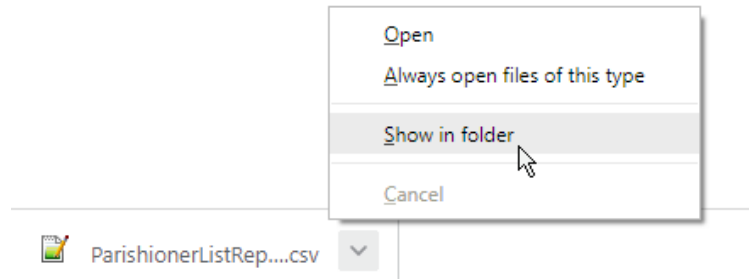 Open
Always open files of this type
Show in folder
Cancel
ParishionerListRep....csv